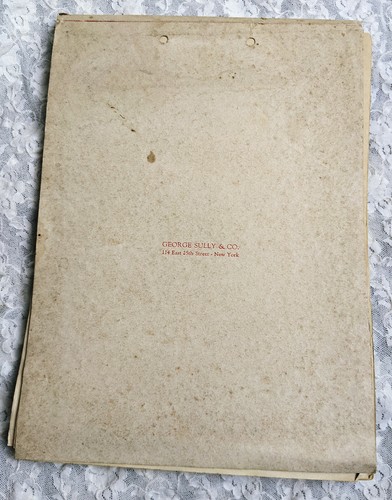 GEORGE SULLY & CO.
114 East 25th Street - New York